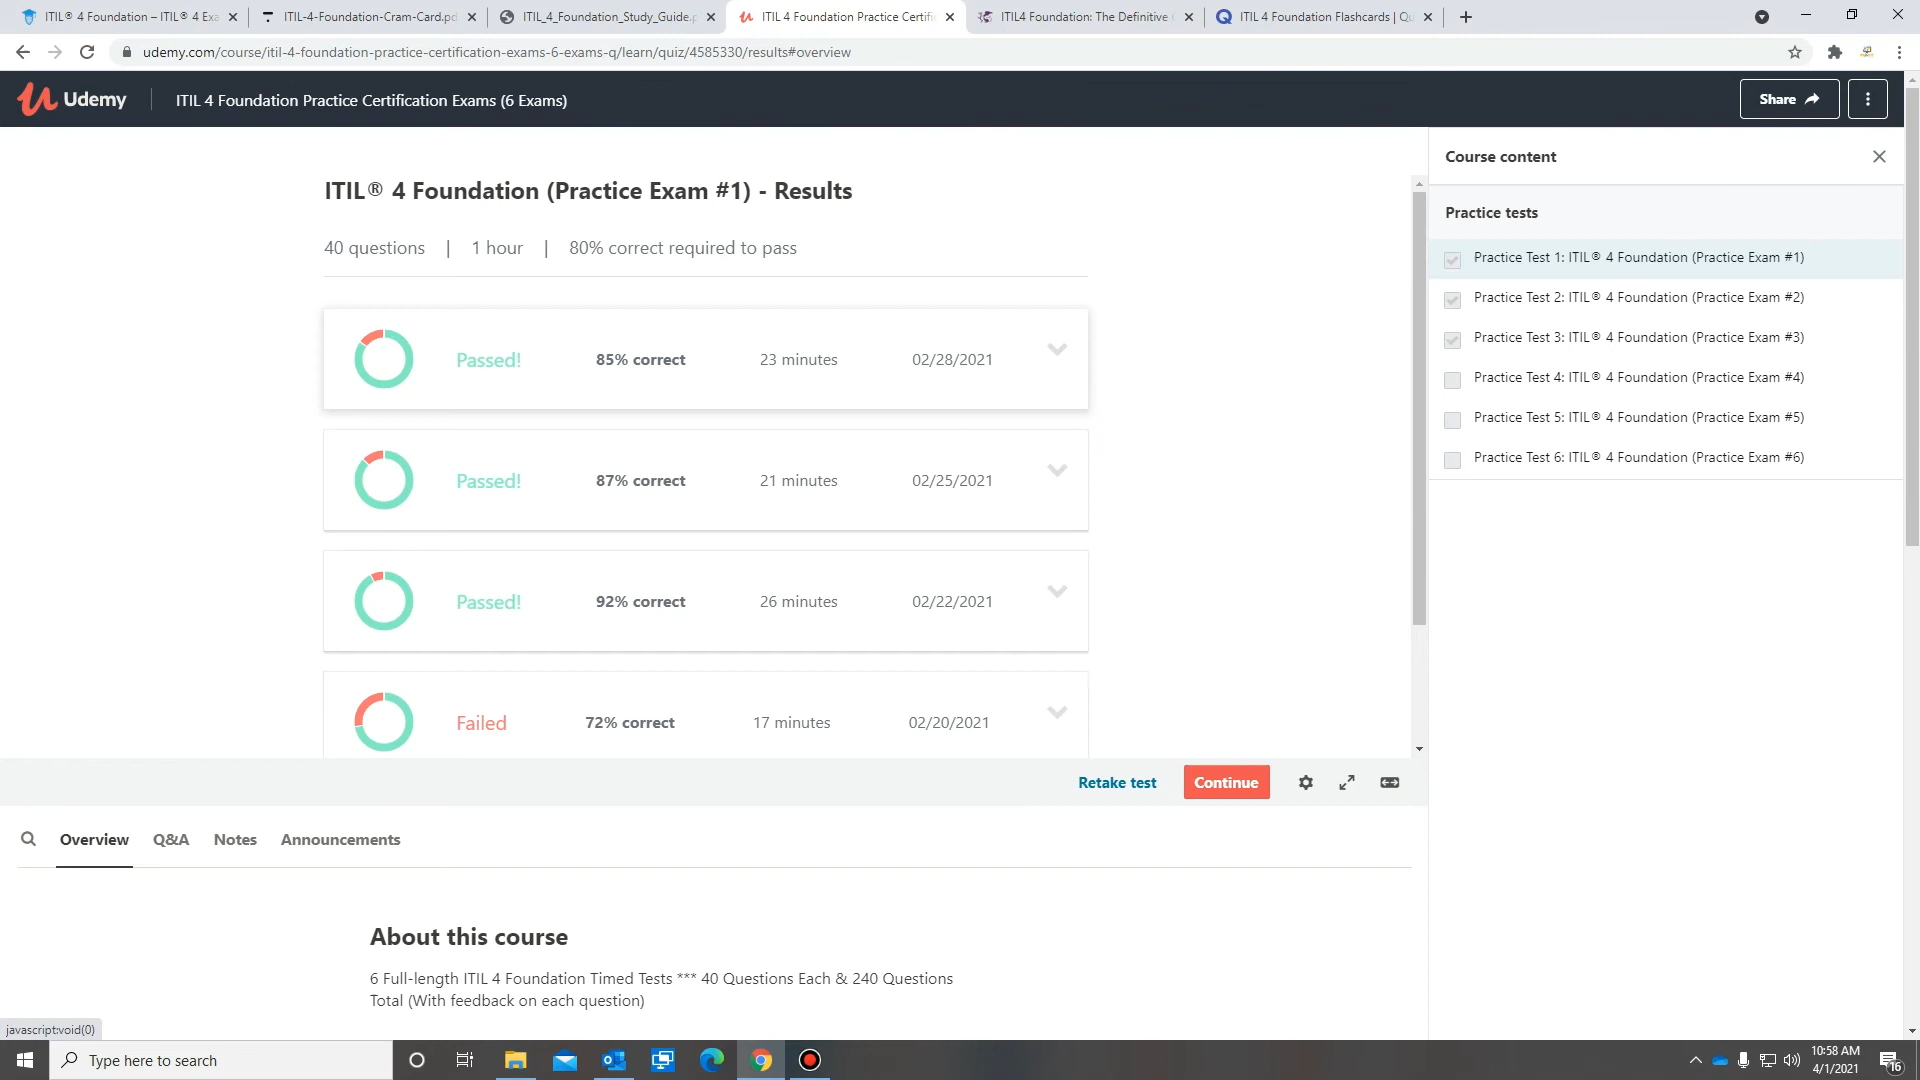 ITIL® 4 Foundation – ITIL® 4 Exa
ITIL-4-Foundation-Cram-Card.pd
ITIL_4_Foundation_Study_Guide.p
ITIL 4 Foundation Practice Certifi
ITIL4 Foundation: The Definitive
ITIL 4 Foundation Flashcards | Qu
udemy.com/course/itil-4-foundation-practice-certification-exams-6-exams-q/learn/quiz/4585330/results#overview
Udemy
ITIL 4 Foundation Practice Certification Exams (6 Exams)
Share
ITIL® 4 Foundation (Practice Exam #1) - Results
40 questions | 1 hour | 80% correct required to pass
Passed! 85% correct 23 minutes 02/28/2021
Passed! 87% correct 21 minutes 02/25/2021
Passed! 92% correct 26 minutes 02/22/2021
Failed 72% correct 17 minutes 02/20/2021
Retake test
Continue
Course content
Practice tests
Practice Test 1: ITIL® 4 Foundation (Practice Exam #1)
Practice Test 2: ITIL® 4 Foundation (Practice Exam #2)
Practice Test 3: ITIL® 4 Foundation (Practice Exam #3)
Practice Test 4: ITIL® 4 Foundation (Practice Exam #4)
Practice Test 5: ITIL® 4 Foundation (Practice Exam #5)
Practice Test 6: ITIL® 4 Foundation (Practice Exam #6)
Overview Q&A Notes Announcements
About this course
6 Full-length ITIL 4 Foundation Timed Tests *** 40 Questions Each & 240 Questions
Total (With feedback on each question)
javascript:void(0)
Type here to search
10:58 AM
4/1/2021
16